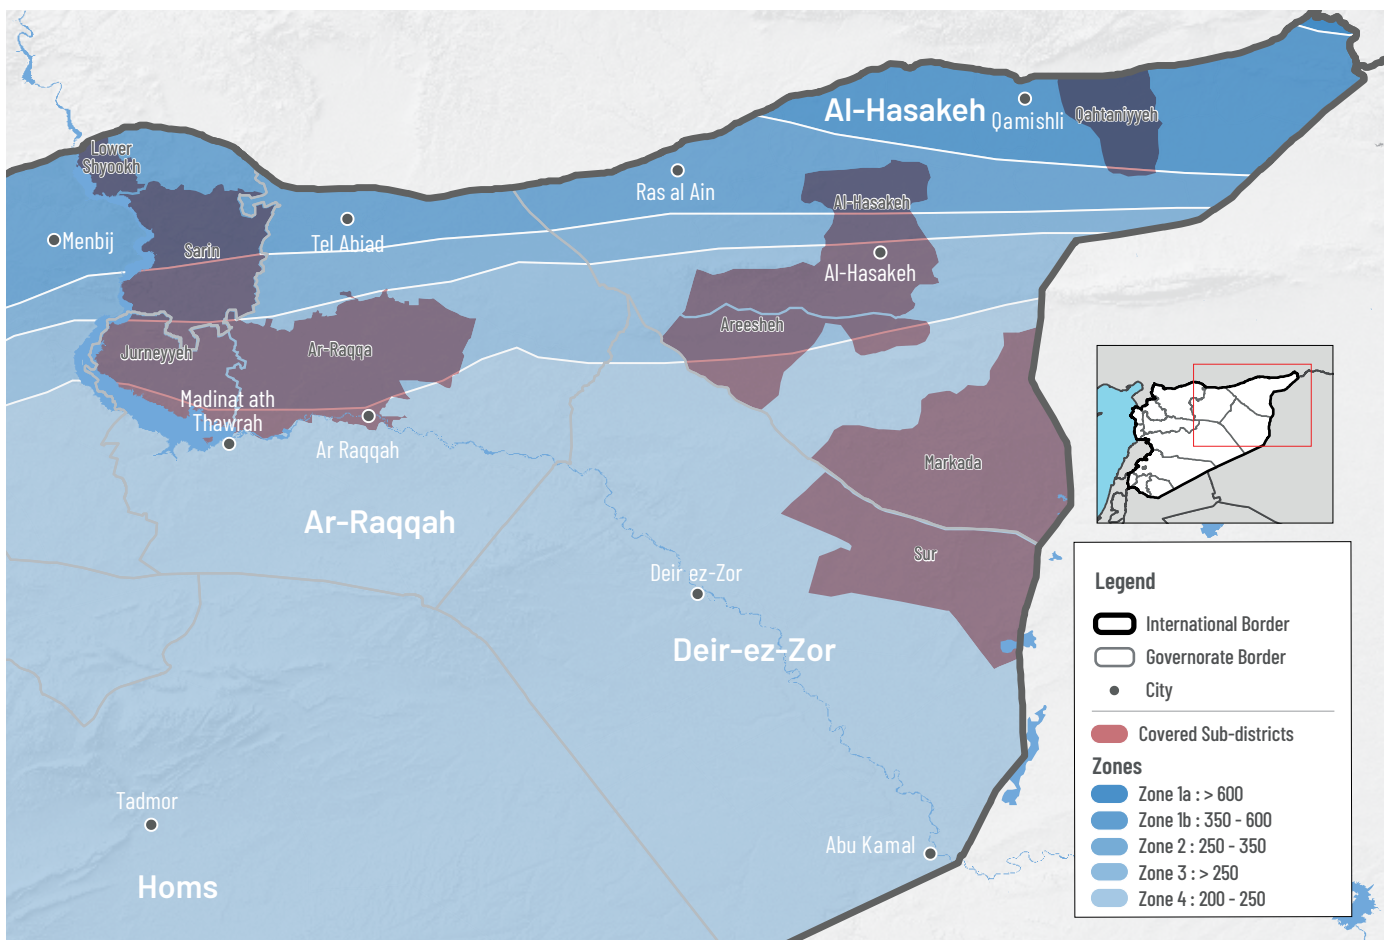 Al-Hasakeh
Qamishli
Qahtaniyyeh
Lower
Shyookh
Ras al Ain
Al-Hasakeh
Menbij
Sarin
Tel Abiad
Al-Hasakeh
Areesheh
Jurneyyeh
Ar-Raqqa
Madinat ath
Thawrah
Ar Raqqah
Markada
Ar-Raqqah
Sur
Deir ez-Zor
Deir-ez-Zor
Tadmor
Abu Kamal
Homs
Legend
International Border
Governorate Border
City
Covered Sub-districts
Zones
Zone 1a : > 600
Zone 1b : 350 - 600
Zone 2 : 250 - 350
Zone 3 : > 250
Zone 4 : 200 - 250